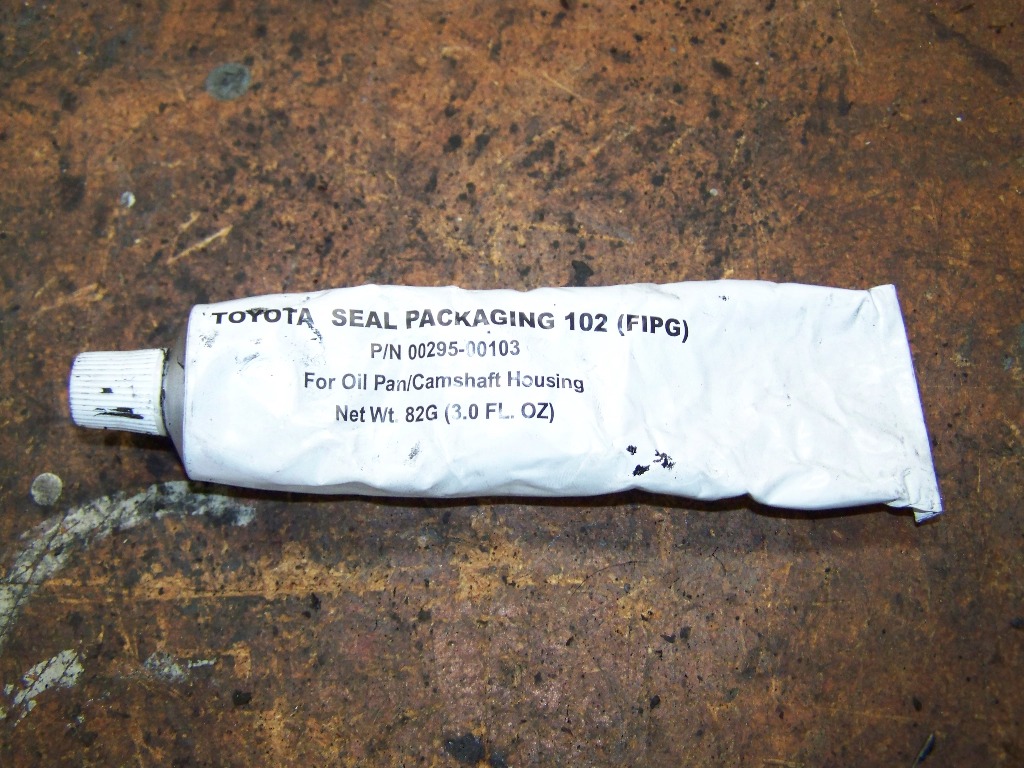 TOYOTA SEAL PACKAGING 102 (FIPG)
P/N 00295-00103
For Oil Pan/Camshaft Housing
Net Wt. 82G (3.0 FL. OZ)